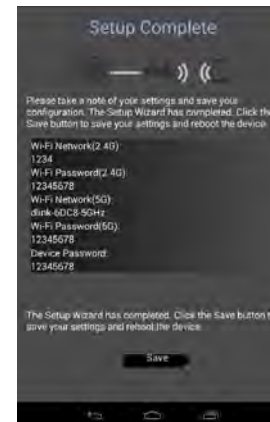 Setup Complete
Please take a note of your settings and save your
configuration. The Setup Wizard has completed. Click the
Save button to save your settings and reboot the device.
Wi-Fi Network(2.4G):
1234
Wi-Fi Password(2.4G):
12345678
Wi-Fi Network(5G):
dlink-6DC8-5GHz
Wi-Fi Password(5G):
12345678
Device Password:
12345678
The Setup Wizard has completed. Click the Save button t
save your settings and reboot the device.
Save